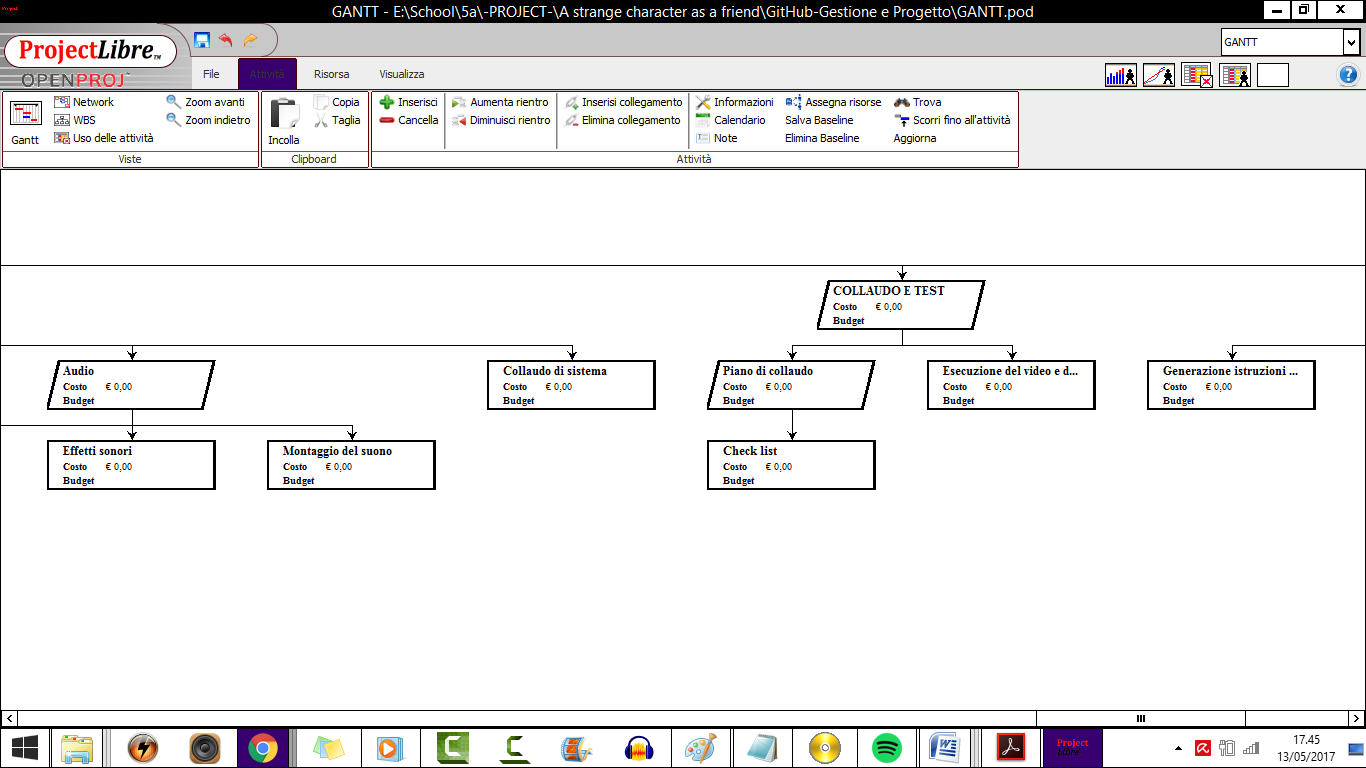 Project
GANTT - E:\School\5a\-PROJECT-\A strange character as a friend\GitHub-Gestione e Progetto\GANTT.pod
ProjectLibre TM
OPENPROJ
GANTT
File Attività Risorsa Visualizza
Gantt
Network
WBS
Uso delle attività
Zoom avanti
Zoom indietro
Viste
Incolla
Copia
Taglia
Clipboard
Inserisci
Cancella
Aumenta rientro
Diminuisci rientro
Inserisi collegamento
Elimina collegamento
Informazioni
Calendario
Note
Assegna risorse
Salva Baseline
Elimina Baseline
Trova
Scorri fino all'attività
Aggiorna
Attività
COLLAUDO E TEST
Costo € 0,00
Budget
Audio
Costo € 0,00
Budget
Collaudo di sistema
Costo € 0,00
Budget
Piano di collaudo
Costo € 0,00
Budget
Esecuzione del video e d...
Costo € 0,00
Budget
Generazione istruzioni ...
Costo € 0,00
Budget
Effetti sonori
Costo € 0,00
Budget
Montaggio del suono
Costo € 0,00
Budget
Check list
Costo € 0,00
Budget
Project
Libre
17.45
13/05/2017